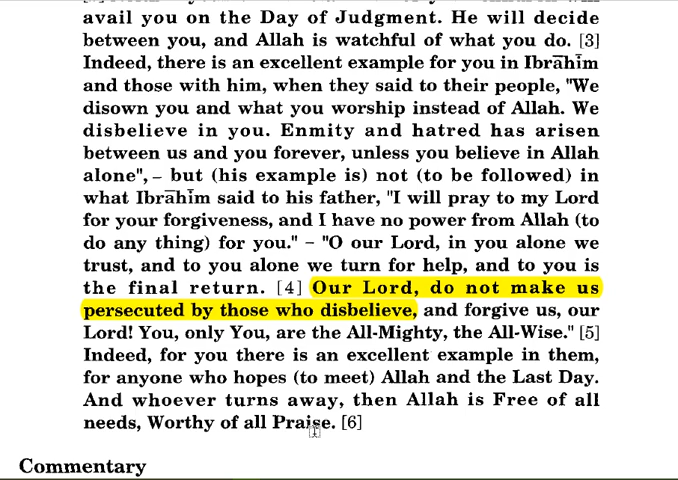 avail you on the Day of Judgment. He will decide
between you, and Allah is watchful of what you do. [3]
Indeed, there is an excellent example for you in Ibrāhīm
and those with him, when they said to their people, "We
disown you and what you worship instead of Allah. We
disbelieve in you. Enmity and hatred has arisen
between us and you forever, unless you believe in Allah
alone", – but (his example is) not (to be followed) in
what Ibrāhīm said to his father, "I will pray to my Lord
for your forgiveness, and I have no power from Allah (to
do any thing) for you." – "O our Lord, in you alone we
trust, and to you alone we turn for help, and to you is
the final return. [4] Our Lord, do not make us
persecuted by those who disbelieve, and forgive us, our
Lord! You, only You, are the All-Mighty, the All-Wise." [5]
Indeed, for you there is an excellent example in them,
for anyone who hopes (to meet) Allah and the Last Day.
And whoever turns away, then Allah is Free of all
needs, Worthy of all Praise. [6]
Commentary